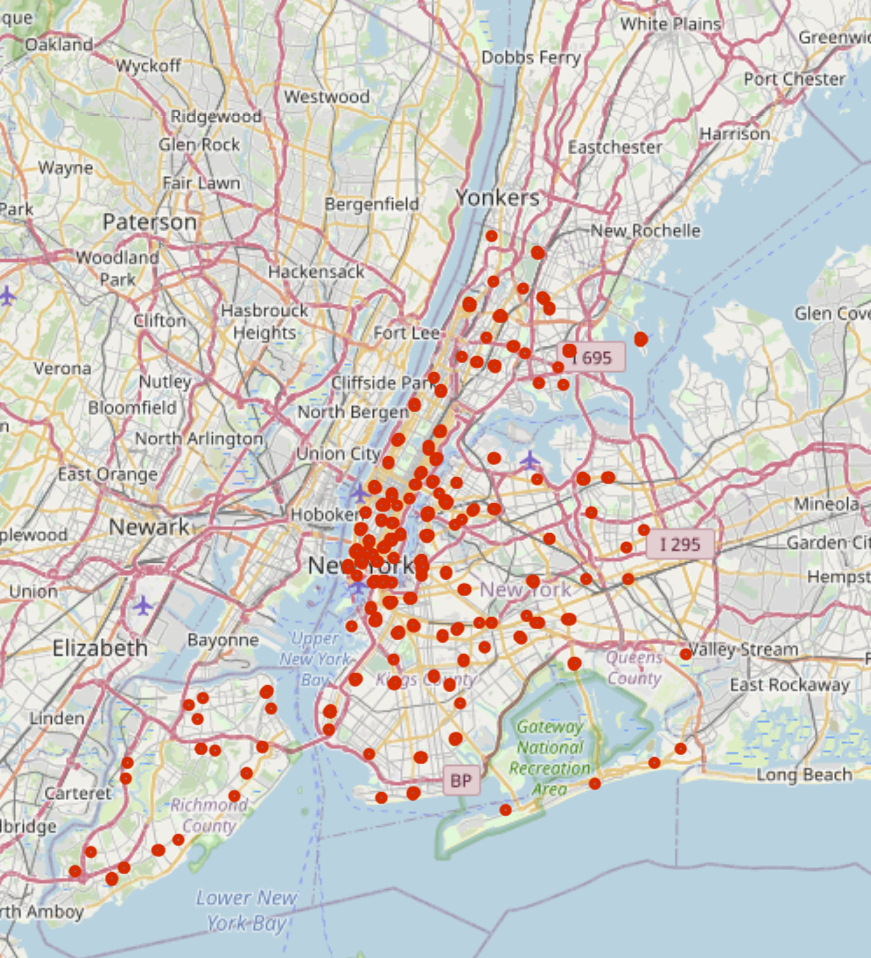 que
White Plains
Oakland
Greenwic
Dobbs Ferry
Wyckoff
Port Chester
Westwood
Ridgewood
Harrison
Glen Rock
Eastchester
Wayne
Fair Lawn
Yonkers
Park
Bergenfield
Paterson
New Rochelle
Woodland
Park
Hackensack
Glen Cove
Clifton
Hasbrouck
Heights
Fort Lee
I 695
Verona
Nutley
Cliffside Park
Bloomfield
North Bergen
n
North Arlington
Union City
East Orange
Mineola
Hoboken
plewood
Newark
I 295
Garden City
New York
Hempst
Union
New York
Bayonne
Upper
New York
Bay
Elizabeth
Valley Stream
Queens
County
Kings County
East Rockaway
Linden
Gateway
National
Recreation
Area
BP
Long Beach
Carteret
Richmond
County
lbridge
Lower New
York Bay
rth Amboy